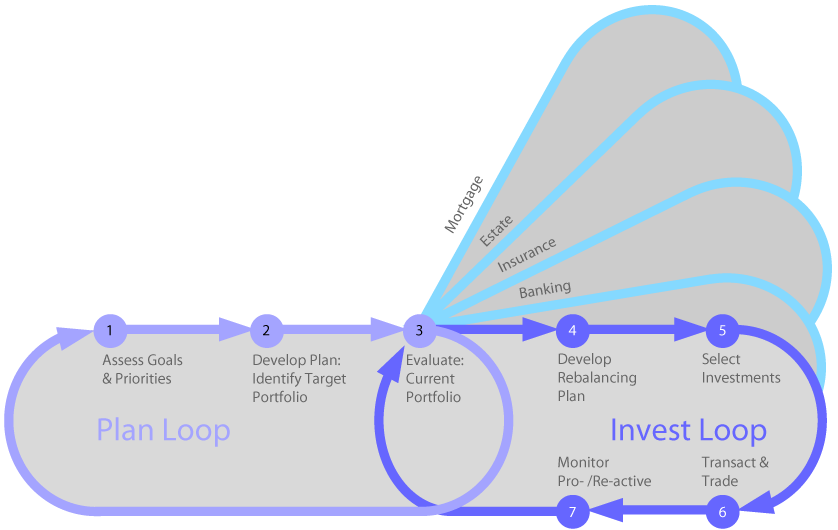 Mortgage
Estate
Insurance
Banking
1
2
3
4
5
Assess Goals
& Priorities
Develop Plan:
Identify Target
Portfolio
Evaluate:
Current
Portfolio
Develop
Rebalancing
Plan
Select
Investments
Plan Loop
Invest Loop
Monitor
Pro- /Re-active
Transact &
Trade
7
6